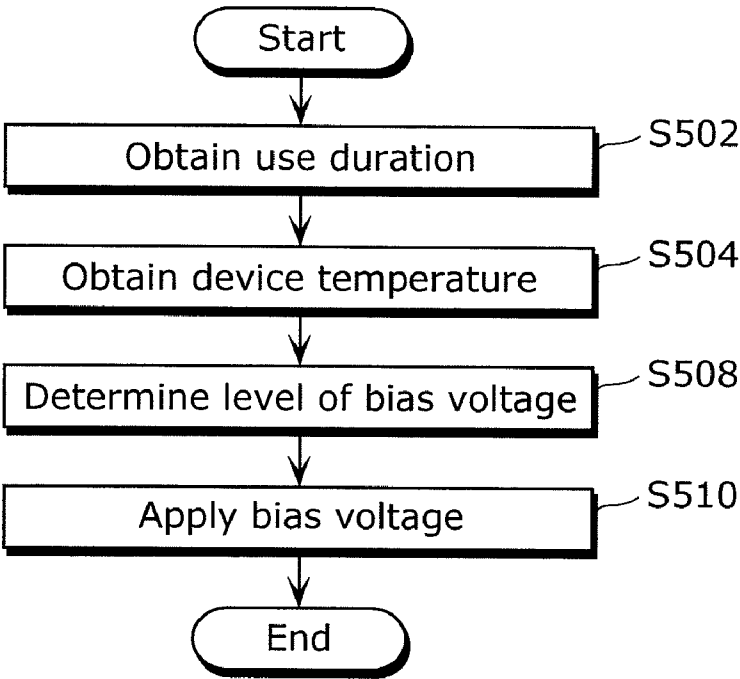 Start
Obtain use duration
S502
Obtain device temperature
S504
Determine level of bias voltage
S508
Apply bias voltage
S510
End